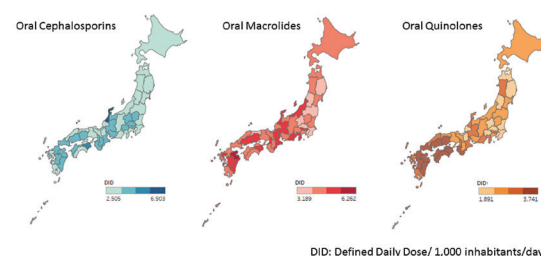 Oral Cephalosporins
Oral Macrolides
Oral Quinolones
DID
2.505 6.903
DID
3.189 6.262
DID
1.891 3.741
DID: Defined Daily Dose/ 1,000 inhabitants/day